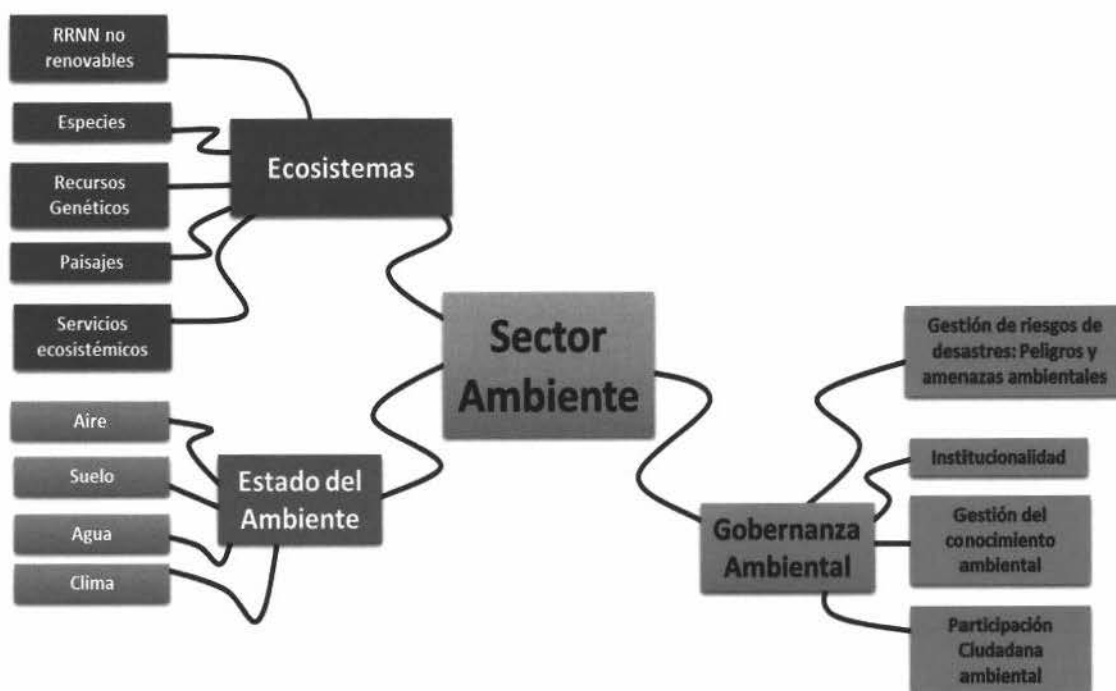 RRNN no
renovables
Especies
Recursos
Genéticos
Paisajes
Servicios
ecosistémicos
Ecosistemas
Aire
Suelo
Agua
Clima
Estado del
Ambiente
Sector
Ambiente
Gobernanza
Ambiental
Gestión de riesgos de
desastres: Peligros y
amenazas ambientales
Institucionalidad
Gestión del
conocimiento
ambiental
Participación
Ciudadana
ambiental